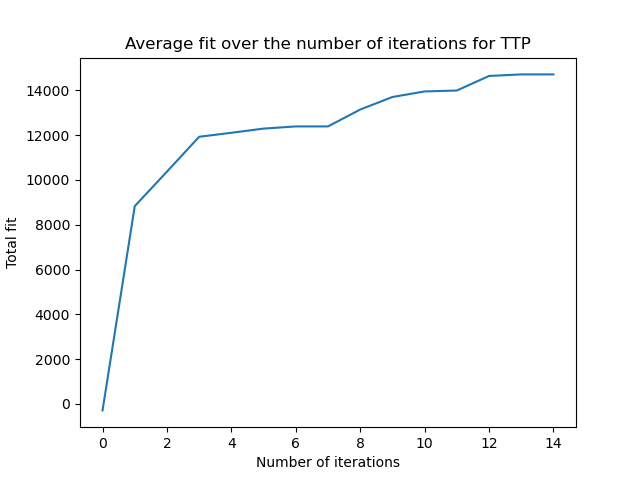 Average fit over the number of iterations for TTP
14000
12000
10000
8000
6000
4000
2000
0
Total fit
0 2 4 6 8 10 12 14
Number of iterations